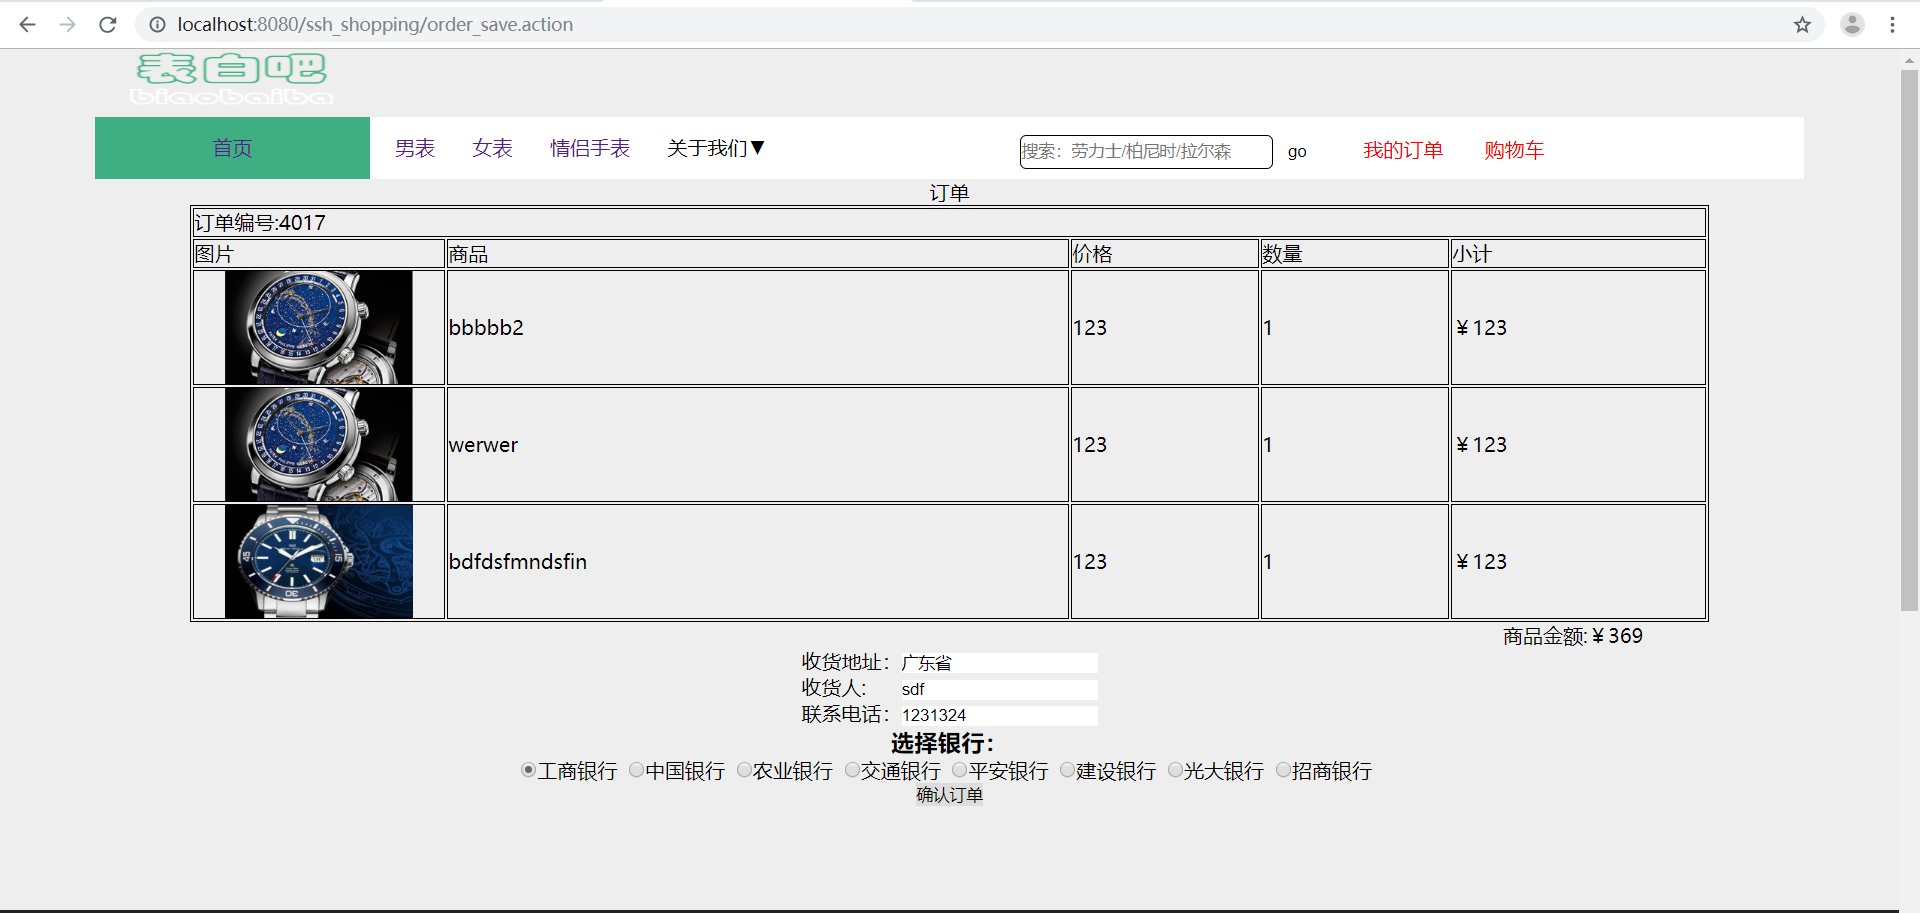 localhost:8080/ssh_shopping/order_save.action
表白吧
biaobaiba
首页 男表 女表 情侣手表 关于我们▼ 搜索：劳力士/柏尼时/拉尔森 go 我的订单 购物车
订单
订单编号:4017
图片 商品 价格 数量 小计
bbbbb2 123 1 ￥123
werwer 123 1 ￥123
bdfdsfmndsfin 123 1 ￥123
商品金额:￥369
收货地址：广东省
收货人: sdf
联系电话：1231324
选择银行：
工商银行 中国银行 农业银行 交通银行 平安银行 建设银行 光大银行 招商银行
确认订单